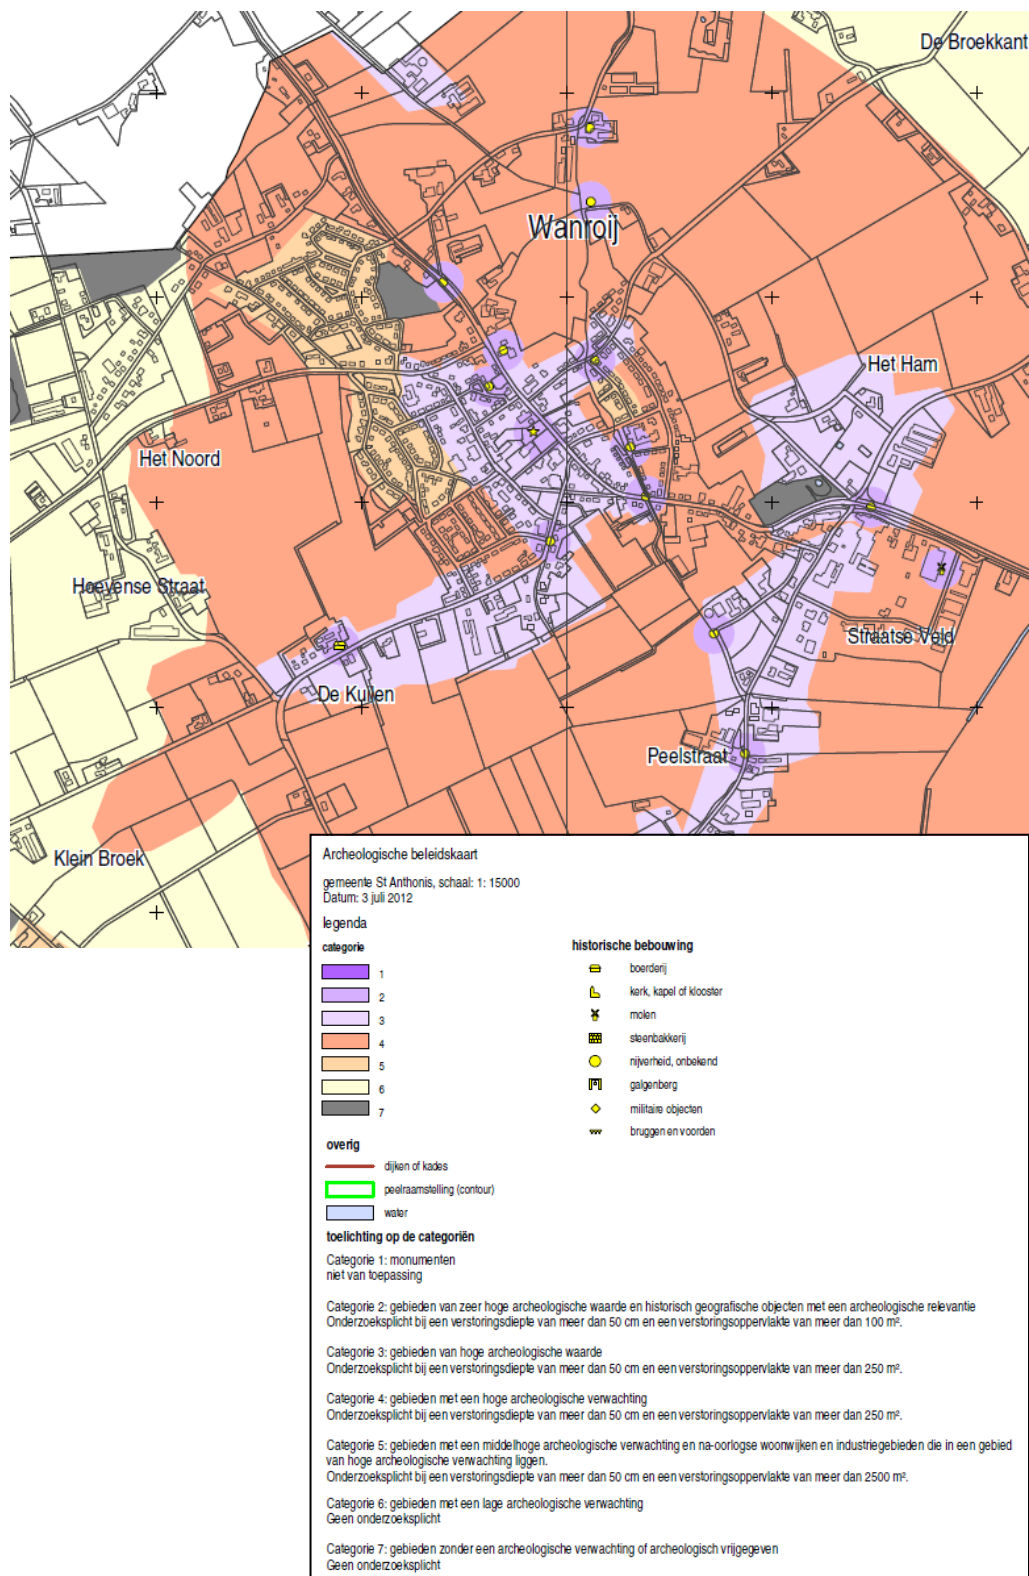 De Broekkant
Wanroij
Het Ham
Het Noord
Hoevense Straat
Straatse Veld
De Kuilen
Peelstraat
Klein Broek
Archeologische beleidskaart
gemeente St Anthonis, schaal: 1: 15000
Datum: 3 juli 2012
legenda
categorie
1
2
3
4
5
6
7
historische bebouwing
boerderij
kerk, kapel of klooster
molen
steenbakkerij
nijverheid, onbekend
galgenberg
militaire objecten
bruggen en voorden
overig
dijken of kades
peelraamstelling (contour)
water
toelichting op de categoriën
Categorie 1: monumenten
niet van toepassing
Categorie 2: gebieden van zeer hoge archeologische waarde en historisch geografische objecten met een archeologische relevantie
Onderzoeksplicht bij een verstoringsdiepte van meer dan 50 cm en een verstoringsoppervlakte van meer dan 100 m².
Categorie 3: gebieden van hoge archeologische waarde
Onderzoeksplicht bij een verstoringsdiepte van meer dan 50 cm en een verstoringsoppervlakte van meer dan 250 m².
Categorie 4: gebieden met een hoge archeologische verwachting
Onderzoeksplicht bij een verstoringsdiepte van meer dan 50 cm en een verstoringsoppervlakte van meer dan 250 m².
Categorie 5: gebieden met een middelhoge archeologische verwachting en na-oorlogse woonwijken en industriegebieden die in een gebied
van hoge archeologische verwachting liggen.
Onderzoeksplicht bij een verstoringsdiepte van meer dan 50 cm en een verstoringsoppervlakte van meer dan 2500 m².
Categorie 6: gebieden met een lage archeologische verwachting
Geen onderzoeksplicht
Categorie 7: gebieden zonder een archeologische verwachting of archeologisch vrijgegeven
Geen onderzoeksplicht